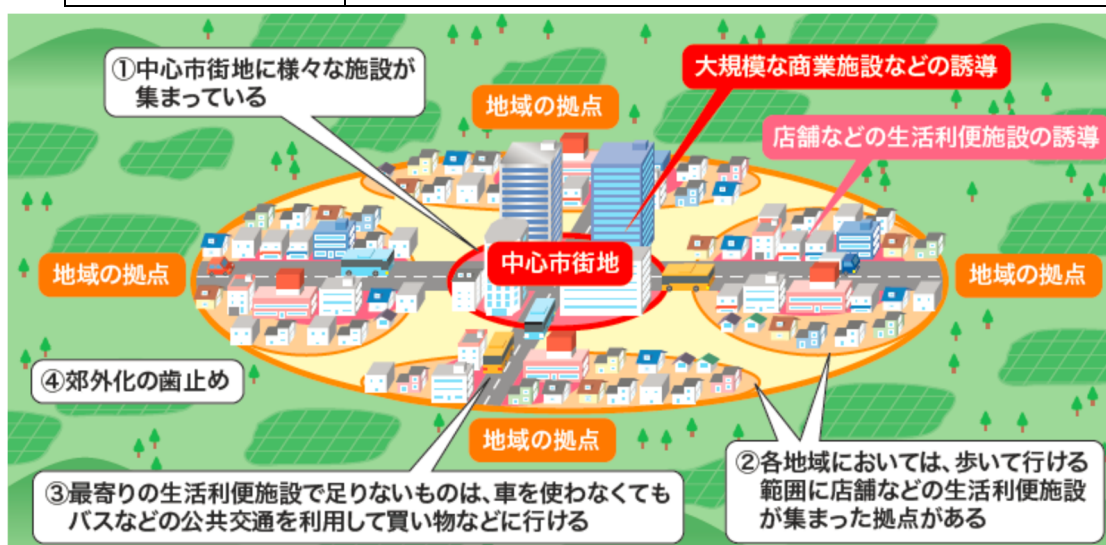 ①中心市街地に様々な施設が
集まっている
大規模な商業施設などの誘導
地域の拠点
店舗などの生活利便施設の誘導
中心市街地
地域の拠点
地域の拠点
④郊外化の歯止め
地域の拠点
②各地域においては、歩いて行ける
範囲に店舗などの生活利便施設
が集まった拠点がある
③最寄りの生活利便施設で足りないものは、車を使わなくても
バスなどの公共交通を利用して買い物などに行ける